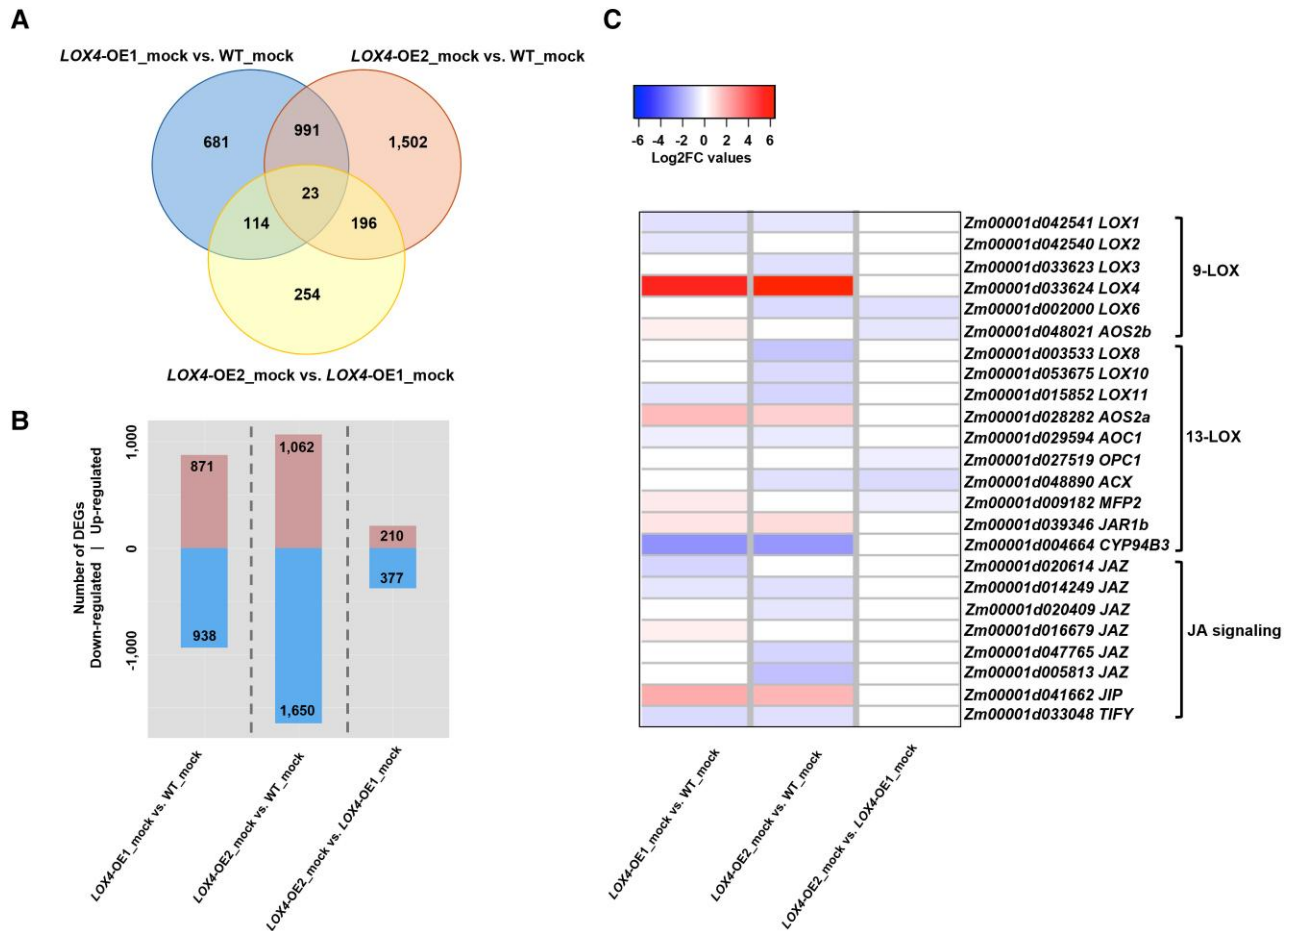 A
LOX4-OE1_mock vs. WT_mock
LOX4-OE2_mock vs. WT_mock
681
991
1,502
23
114
196
254
LOX4-OE2_mock vs. LOX4-OE1_mock
B
Number of DEGs
Down-regulated | Up-regulated
1,000
0
-1,000
871
938
1,062
1,650
210
377
LOX4-OE1_mock vs. WT_mock
LOX4-OE2_mock vs. WT_mock
LOX4-OE2_mock vs. LOX4-OE1_mock
C
-6 -4 -2 0 2 4 6
Log2FC values
Zm00001d042541 LOX1
Zm00001d042540 LOX2
Zm00001d033623 LOX3
Zm00001d033624 LOX4
Zm00001d002000 LOX6
Zm00001d048021 AOS2b
9-LOX
Zm00001d003533 LOX8
Zm00001d053675 LOX10
Zm00001d015852 LOX11
Zm00001d028282 AOS2a
Zm00001d029594 AOC1
Zm00001d027519 OPC1
Zm00001d048890 ACX
Zm00001d009182 MFP2
Zm00001d039346 JAR1b
Zm00001d004664 CYP94B3
13-LOX
Zm00001d020614 JAZ
Zm00001d014249 JAZ
Zm00001d020409 JAZ
Zm00001d016679 JAZ
Zm00001d047765 JAZ
Zm00001d005813 JAZ
Zm00001d041662 JIP
Zm00001d033048 TIFY
JA signaling
LOX4-OE1_mock vs. WT_mock
LOX4-OE2_mock vs. WT_mock
LOX4-OE2_mock vs. LOX4-OE1_mock